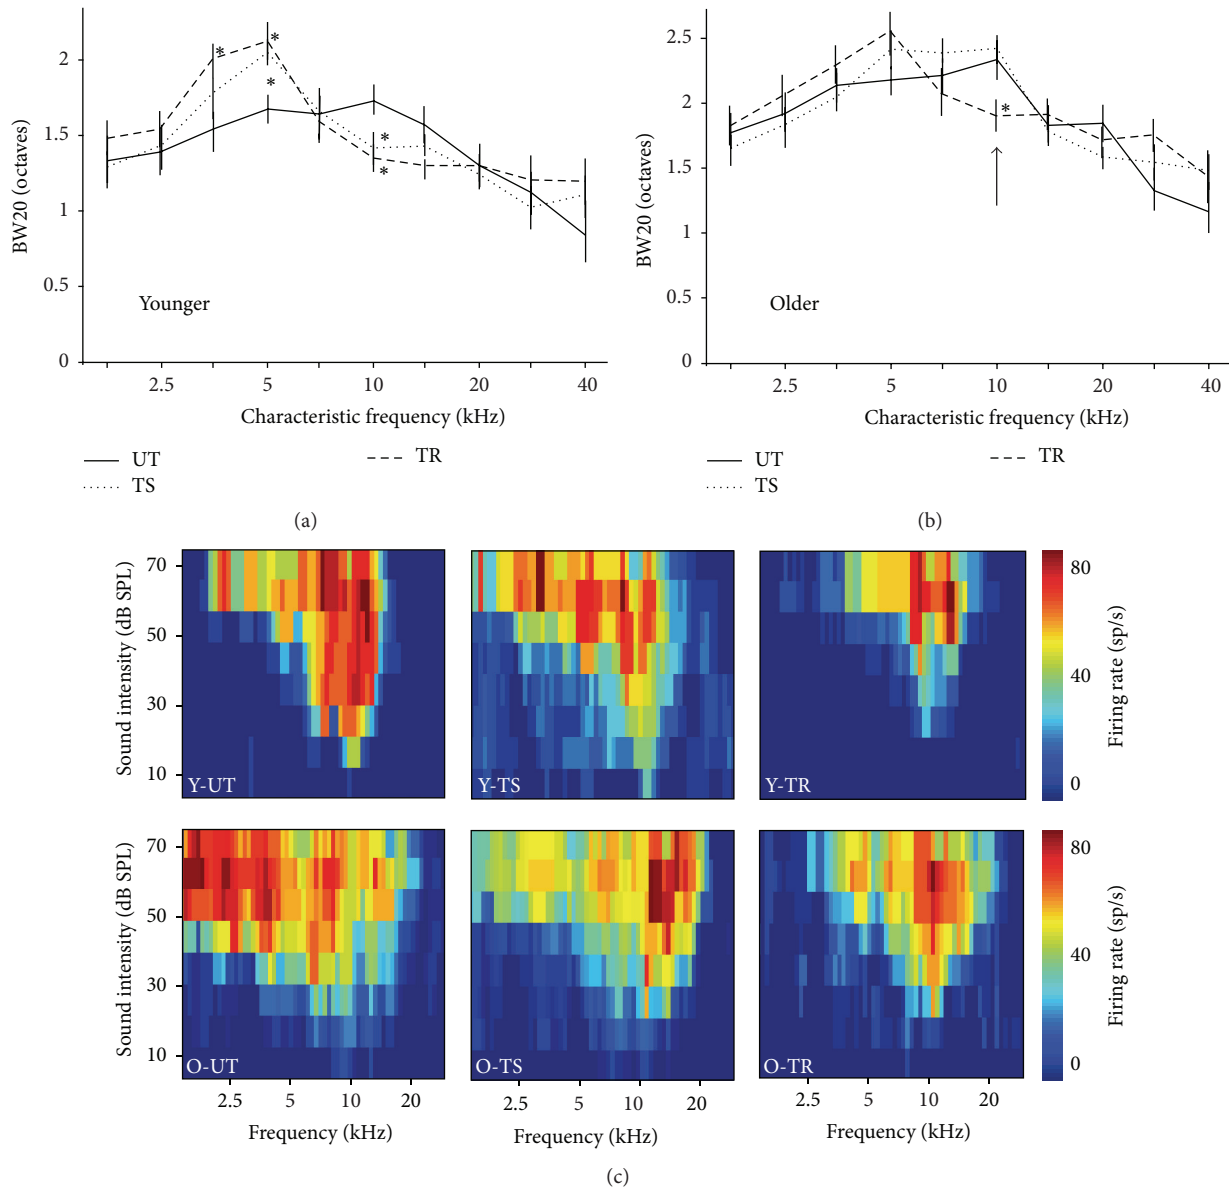 2
1.5
1
0.5
0
BW20 (octaves)
*
*
*
*
*
Younger
2.5 5 10 20 40
Characteristic frequency (kHz)
UT
TS
TR
(a)
2.5
2
1.5
1
0.5
0
BW20 (octaves)
*
Older
2.5 5 10 20 40
Characteristic frequency (kHz)
UT
TS
TR
(b)
70
50
30
10
Sound intensity (dB SPL)
Y-UT
Y-TS
Y-TR
80
40
0
Firing rate (sp/s)
70
50
30
10
Sound intensity (dB SPL)
O-UT
O-TS
O-TR
80
40
0
Firing rate (sp/s)
2.5 5 10 20
Frequency (kHz)
2.5 5 10 20
Frequency (kHz)
2.5 5 10 20
Frequency (kHz)
(c)